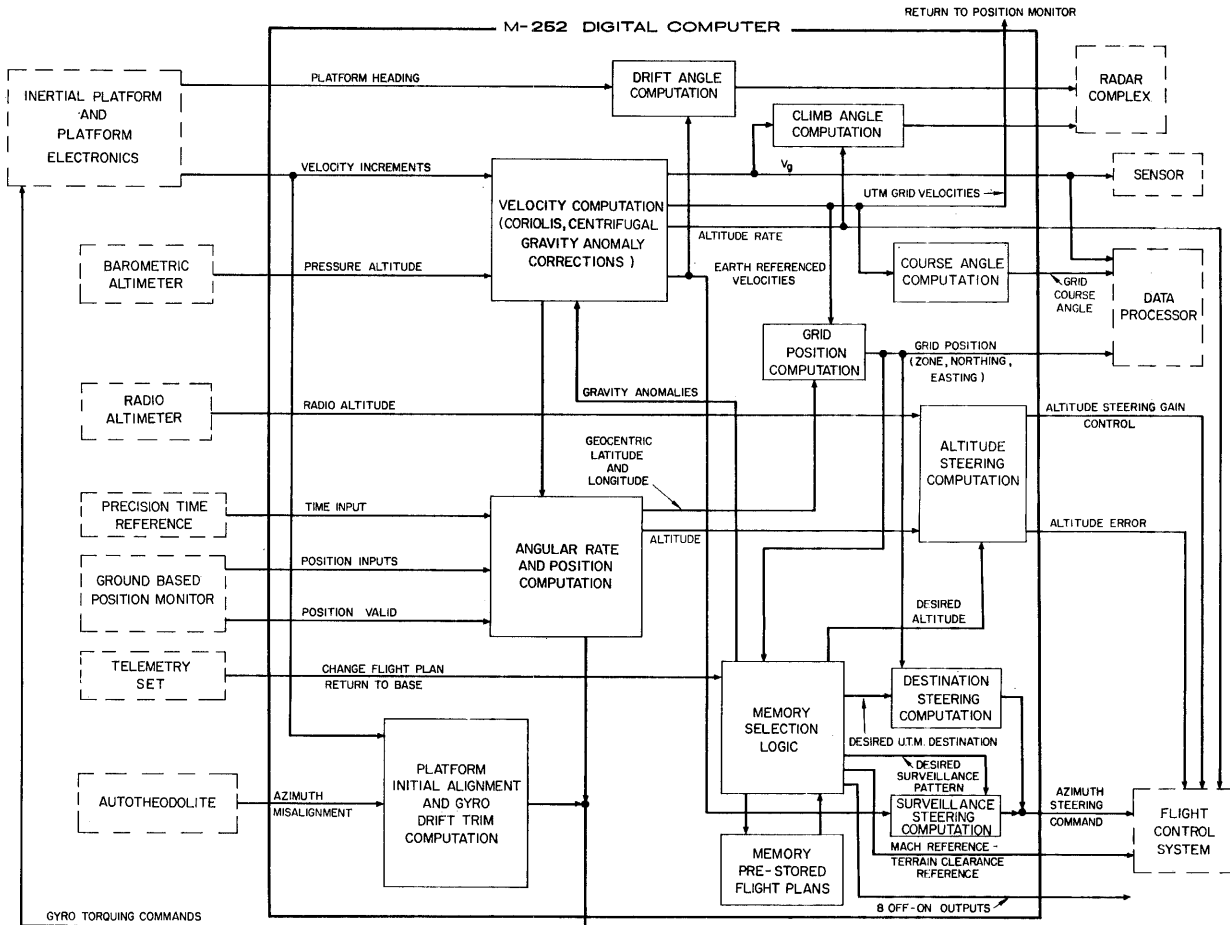 RETURN TO POSITION MONITOR
M-252 DIGITAL COMPUTER
INERTIAL PLATFORM
AND
PLATFORM
ELECTRONICS
PLATFORM HEADING
DRIFT ANGLE
COMPUTATION
RADAR
COMPLEX
CLIMB ANGLE
COMPUTATION
VELOCITY INCREMENTS
Vg
SENSOR
UTM GRID VELOCITIES
VELOCITY COMPUTATION
(CORIOLIS, CENTRIFUGAL
GRAVITY ANOMALY
CORRECTIONS)
ALTITUDE RATE
BAROMETRIC
ALTIMETER
PRESSURE ALTITUDE
EARTH REFERENCED
VELOCITIES
COURSE ANGLE
COMPUTATION
GRID
COURSE
ANGLE
DATA
PROCESSOR
GRID
POSITION
COMPUTATION
GRID POSITION
(ZONE, NORTHING,
EASTING)
GRAVITY ANOMALIES
RADIO
ALTIMETER
RADIO ALTITUDE
ALTITUDE
STEERING
COMPUTATION
ALTITUDE STEERING GAIN
CONTROL
GEOCENTRIC
LATITUDE
AND
LONGITUDE
PRECISION TIME
REFERENCE
TIME INPUT
ANGULAR RATE
AND POSITION
COMPUTATION
ALTITUDE
ALTITUDE ERROR
GROUND BASED
POSITION MONITOR
POSITION INPUTS
POSITION VALID
DESIRED
ALTITUDE
TELEMETRY
SET
CHANGE FLIGHT PLAN
RETURN TO BASE
MEMORY
SELECTION
LOGIC
DESTINATION
STEERING
COMPUTATION
DESIRED U.T.M. DESTINATION
DESIRED
SURVEILLANCE
PATTERN
PLATFORM
INITIAL ALIGNMENT
AND GYRO
DRIFT TRIM
COMPUTATION
AUTOTHEODOLITE
AZIMUTH
MISALIGNMENT
SURVEILLANCE
STEERING
COMPUTATION
AZIMUTH
STEERING
COMMAND
FLIGHT
CONTROL
SYSTEM
MACH REFERENCE -
TERRAIN CLEARANCE
REFERENCE
MEMORY
PRE-STORED
FLIGHT PLANS
8 OFF-ON OUTPUTS
GYRO TORQUING COMMANDS